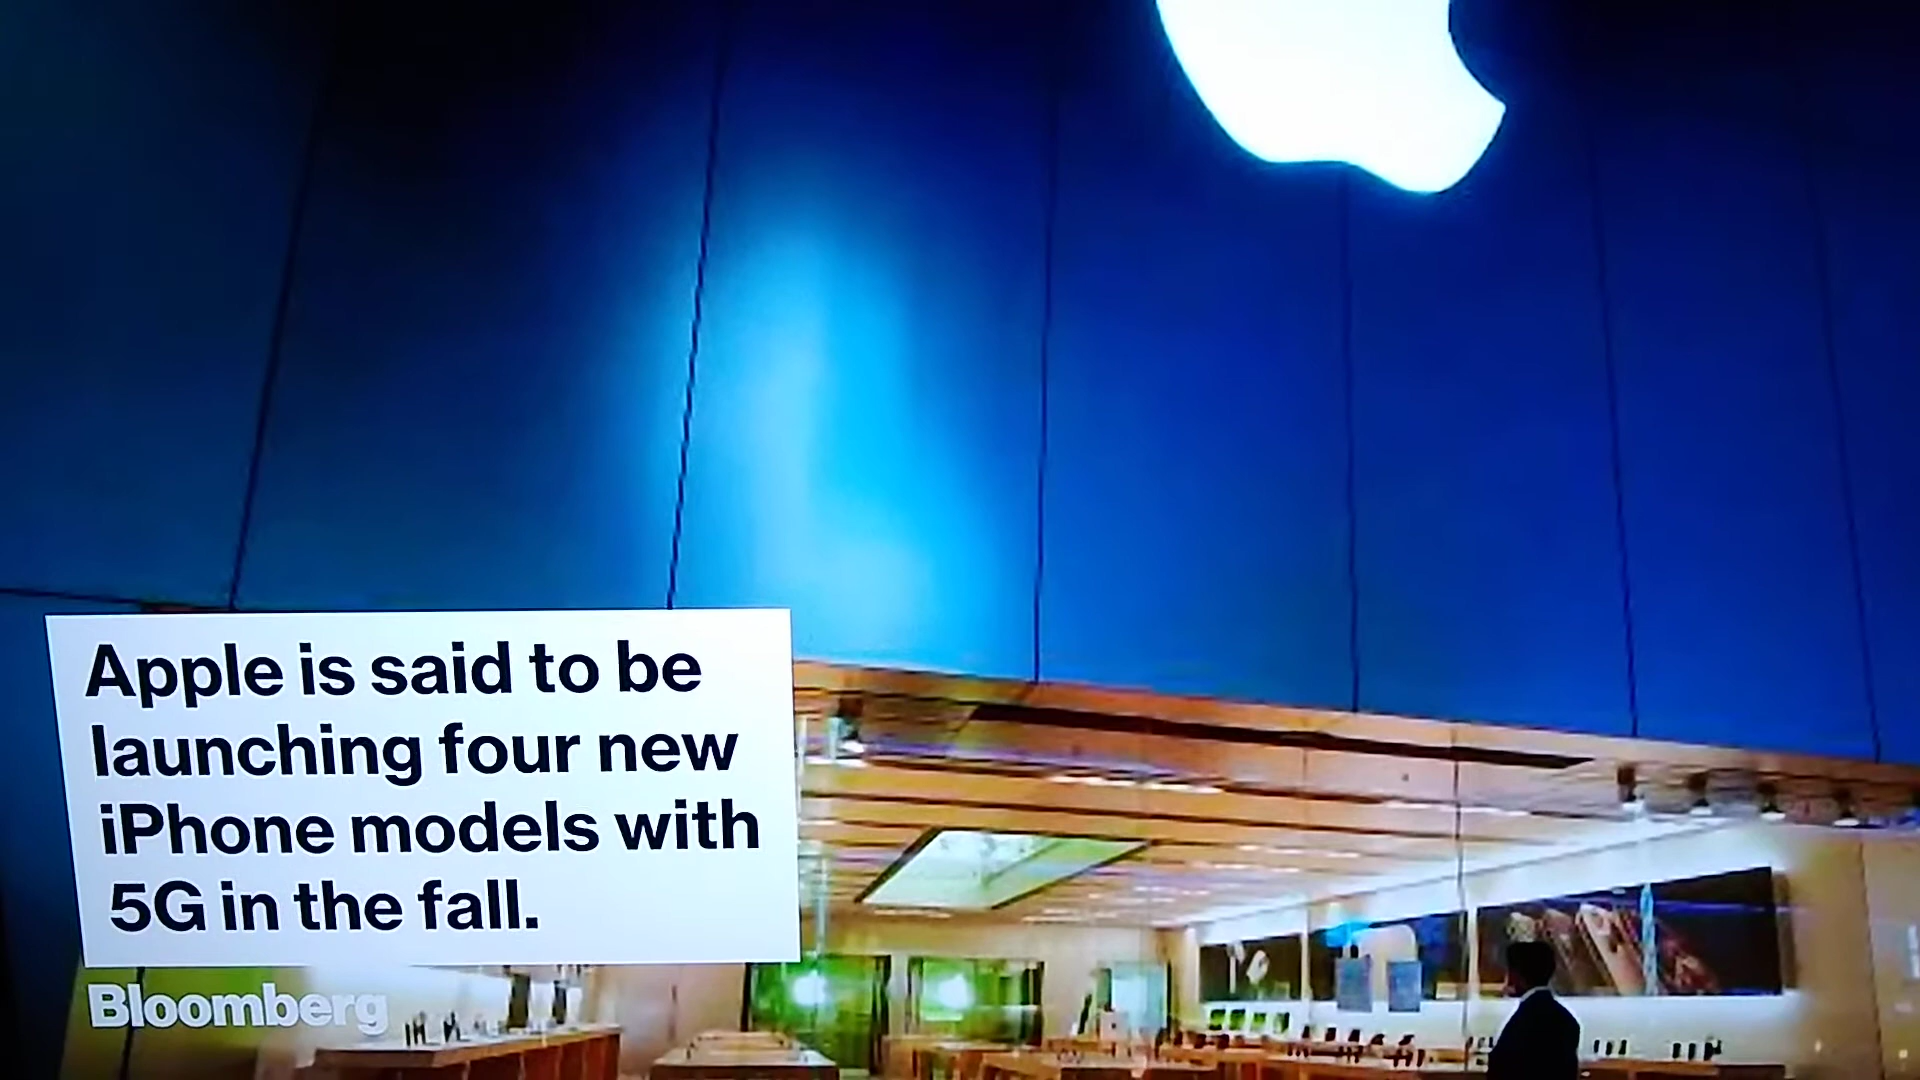 Apple is said to be
launching four new
iPhone models with
5G in the fall.
Bloomberg